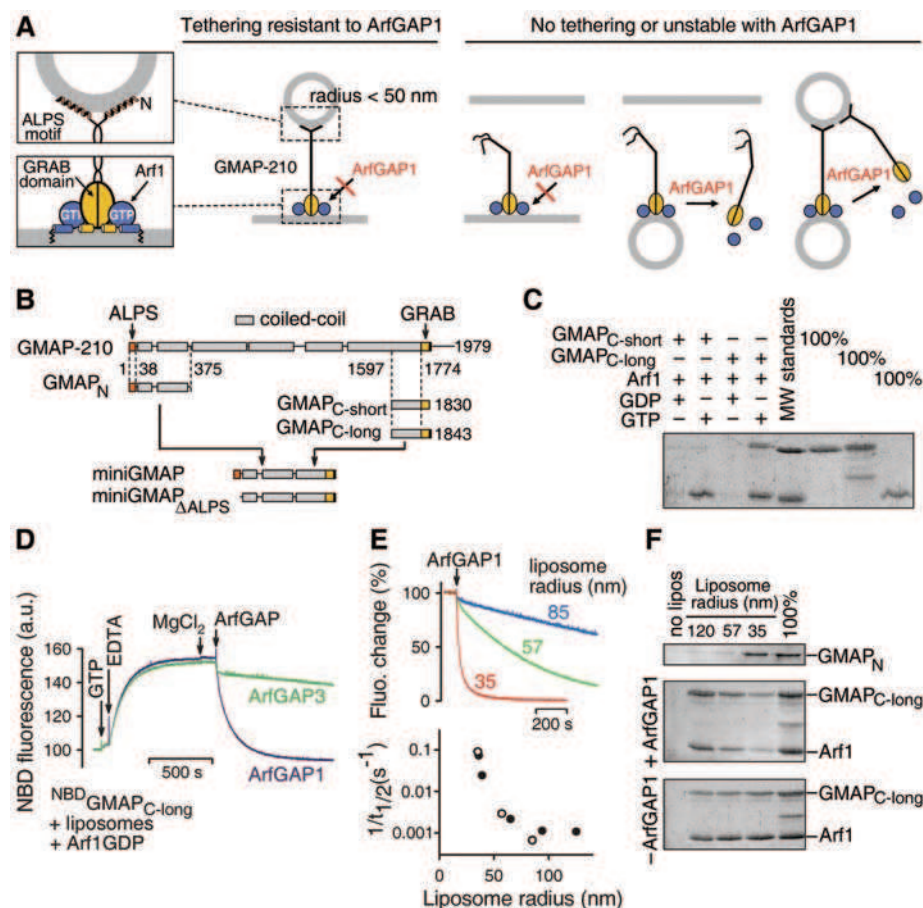 A
Tethering resistant to ArfGAP1
No tethering or unstable with ArfGAP1
N
ALPS
motif
radius < 50 nm
GRAB
domain
Arf1
GTP
GMAP-210
ArfGAP1
ArfGAP1
ArfGAP1
ArfGAP1
B
ALPS
coiled-coil
GRAB
GMAP-210
1979
1 38 375 1597 1774
GMAPN
GMAPC-short 1830
GMAPC-long 1843
miniGMAP
miniGMAPΔALPS
C
GMAPC-short + + – –
GMAPC-long – – + +
Arf1 + + + +
GDP + – + –
GTP – + – +
MW standards
100%
100%
100%
D
NBD fluorescence (a.u.)
160
140
120
100
GTP
EDTA
MgCl2
ArfGAP
ArfGAP3
ArfGAP1
500 s
NBDGMAPC-long
+ liposomes
+ Arf1GDP
E
ArfGAP1
liposome
radius (nm)
Fluo. change (%)
100
50
0
85
57
35
200 s
1/t1/2(s-1)
0.1
0.01
0.001
0 50 100
Liposome radius (nm)
F
no lipos
Liposome
radius (nm)
120 57 35
100%
GMAPN
+ ArfGAP1
GMAPC-long
Arf1
– ArfGAP1
GMAPC-long
Arf1